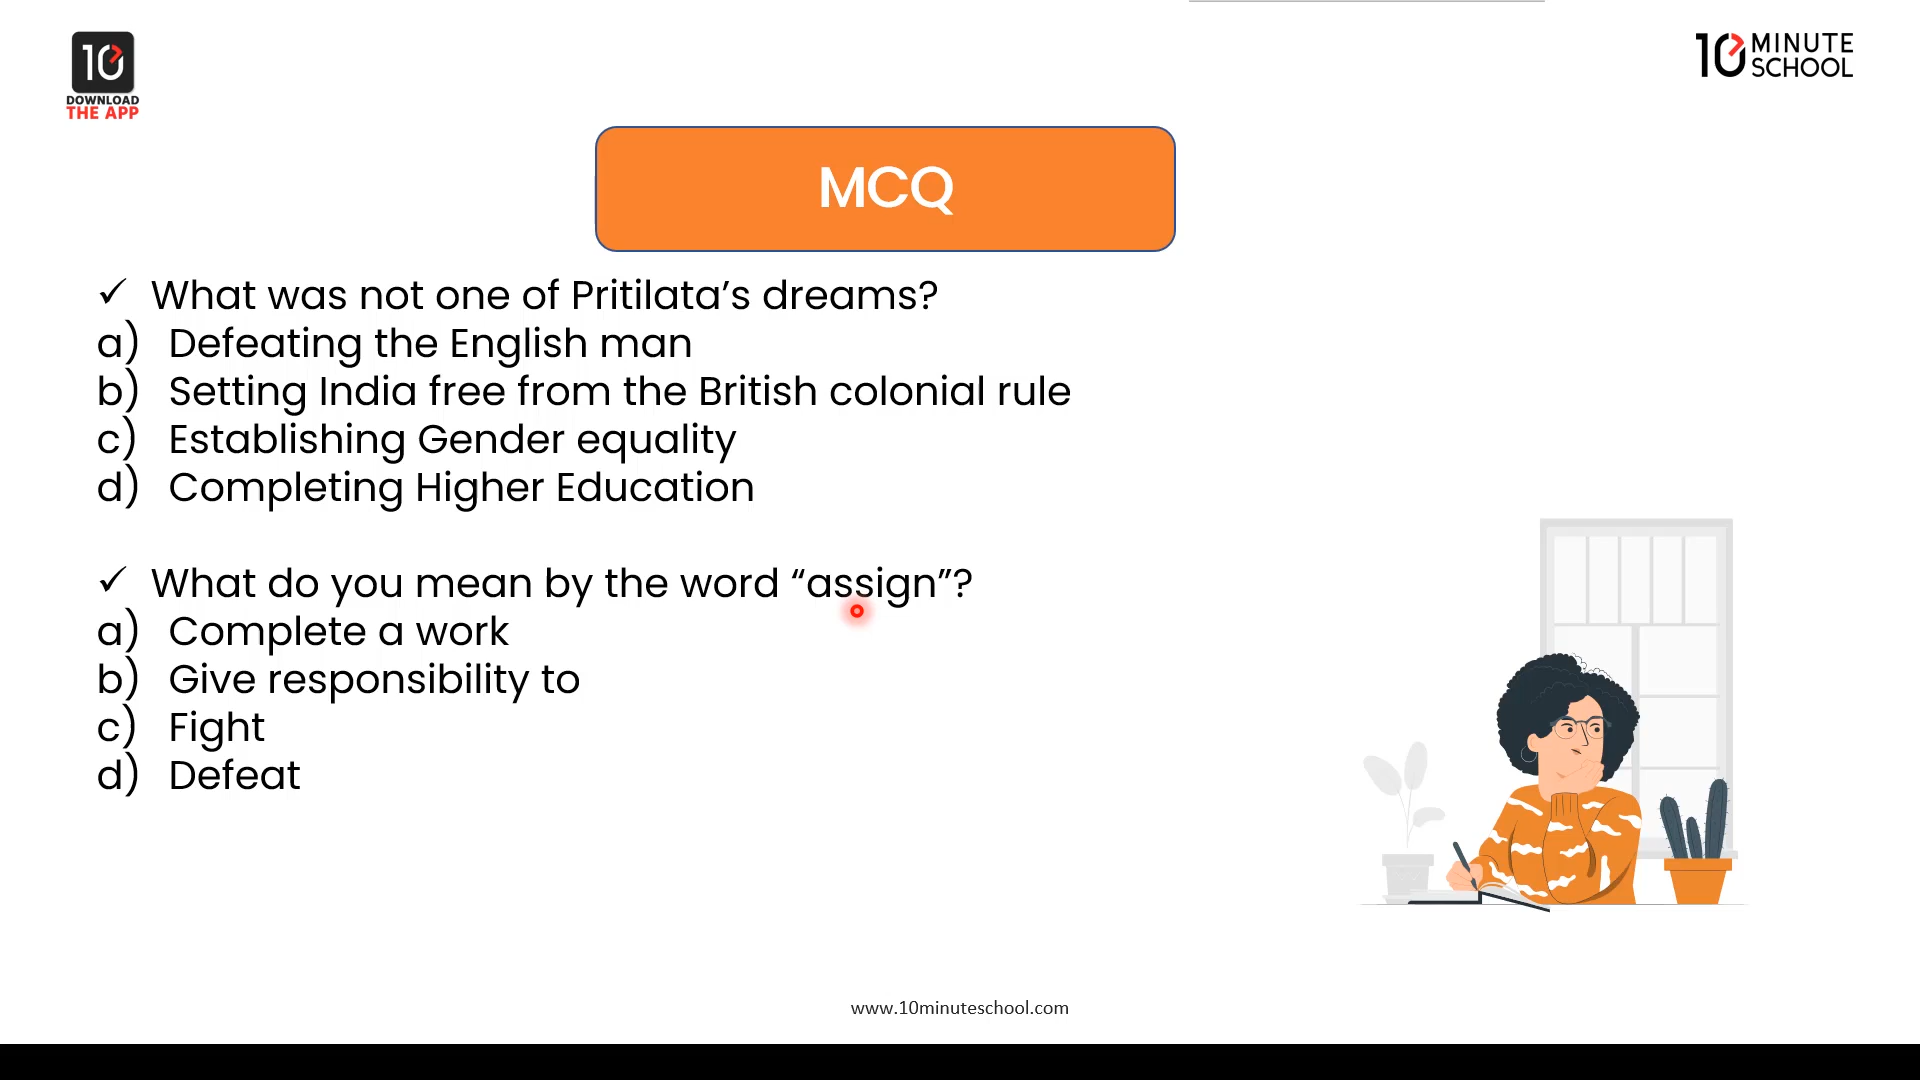 10
DOWNLOAD
THE APP
10 MINUTE
SCHOOL
MCQ
✓ What was not one of Pritilata’s dreams?
a) Defeating the English man
b) Setting India free from the British colonial rule
c) Establishing Gender equality
d) Completing Higher Education
✓ What do you mean by the word “assign”?
a) Complete a work
b) Give responsibility to
c) Fight
d) Defeat
www.10minuteschool.com